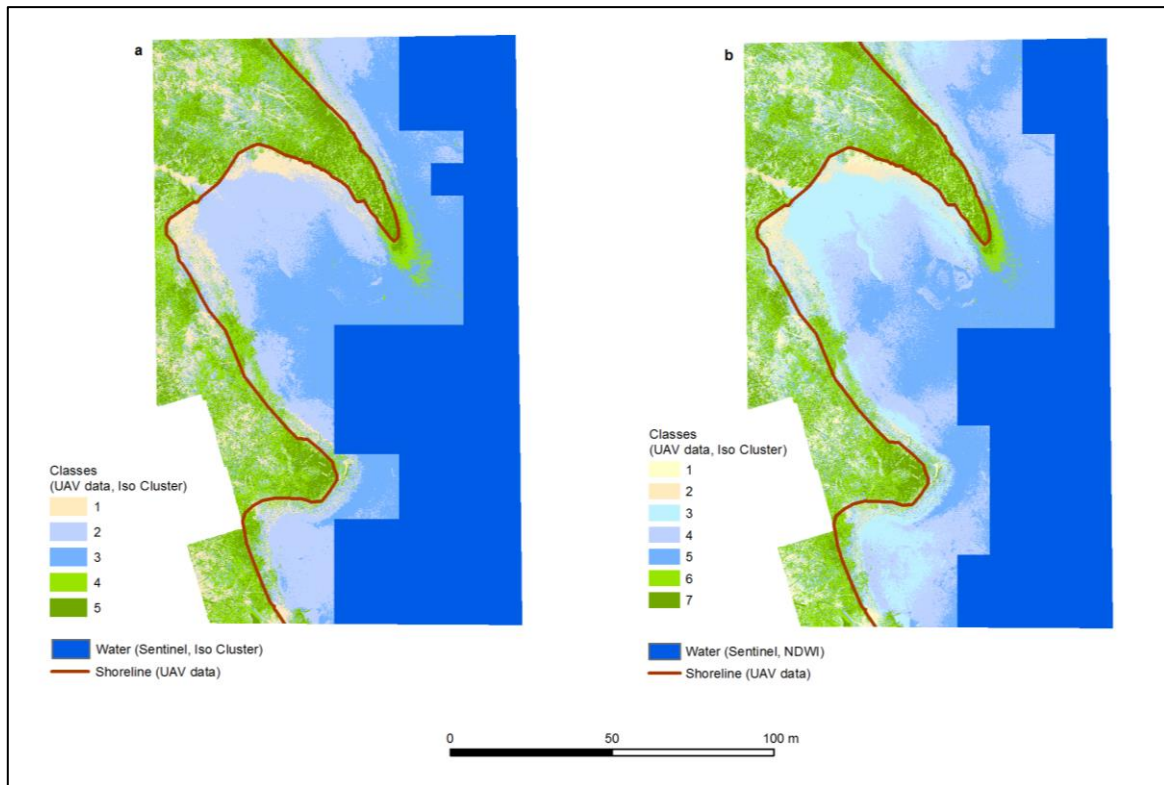 a
Classes
(UAV data, Iso Cluster)
1
2
3
4
5
Water (Sentinel, Iso Cluster)
Shoreline (UAV data)
b
Classes
(UAV data, Iso Cluster)
1
2
3
4
5
6
7
Water (Sentinel, NDWI)
Shoreline (UAV data)
0 50 100 m